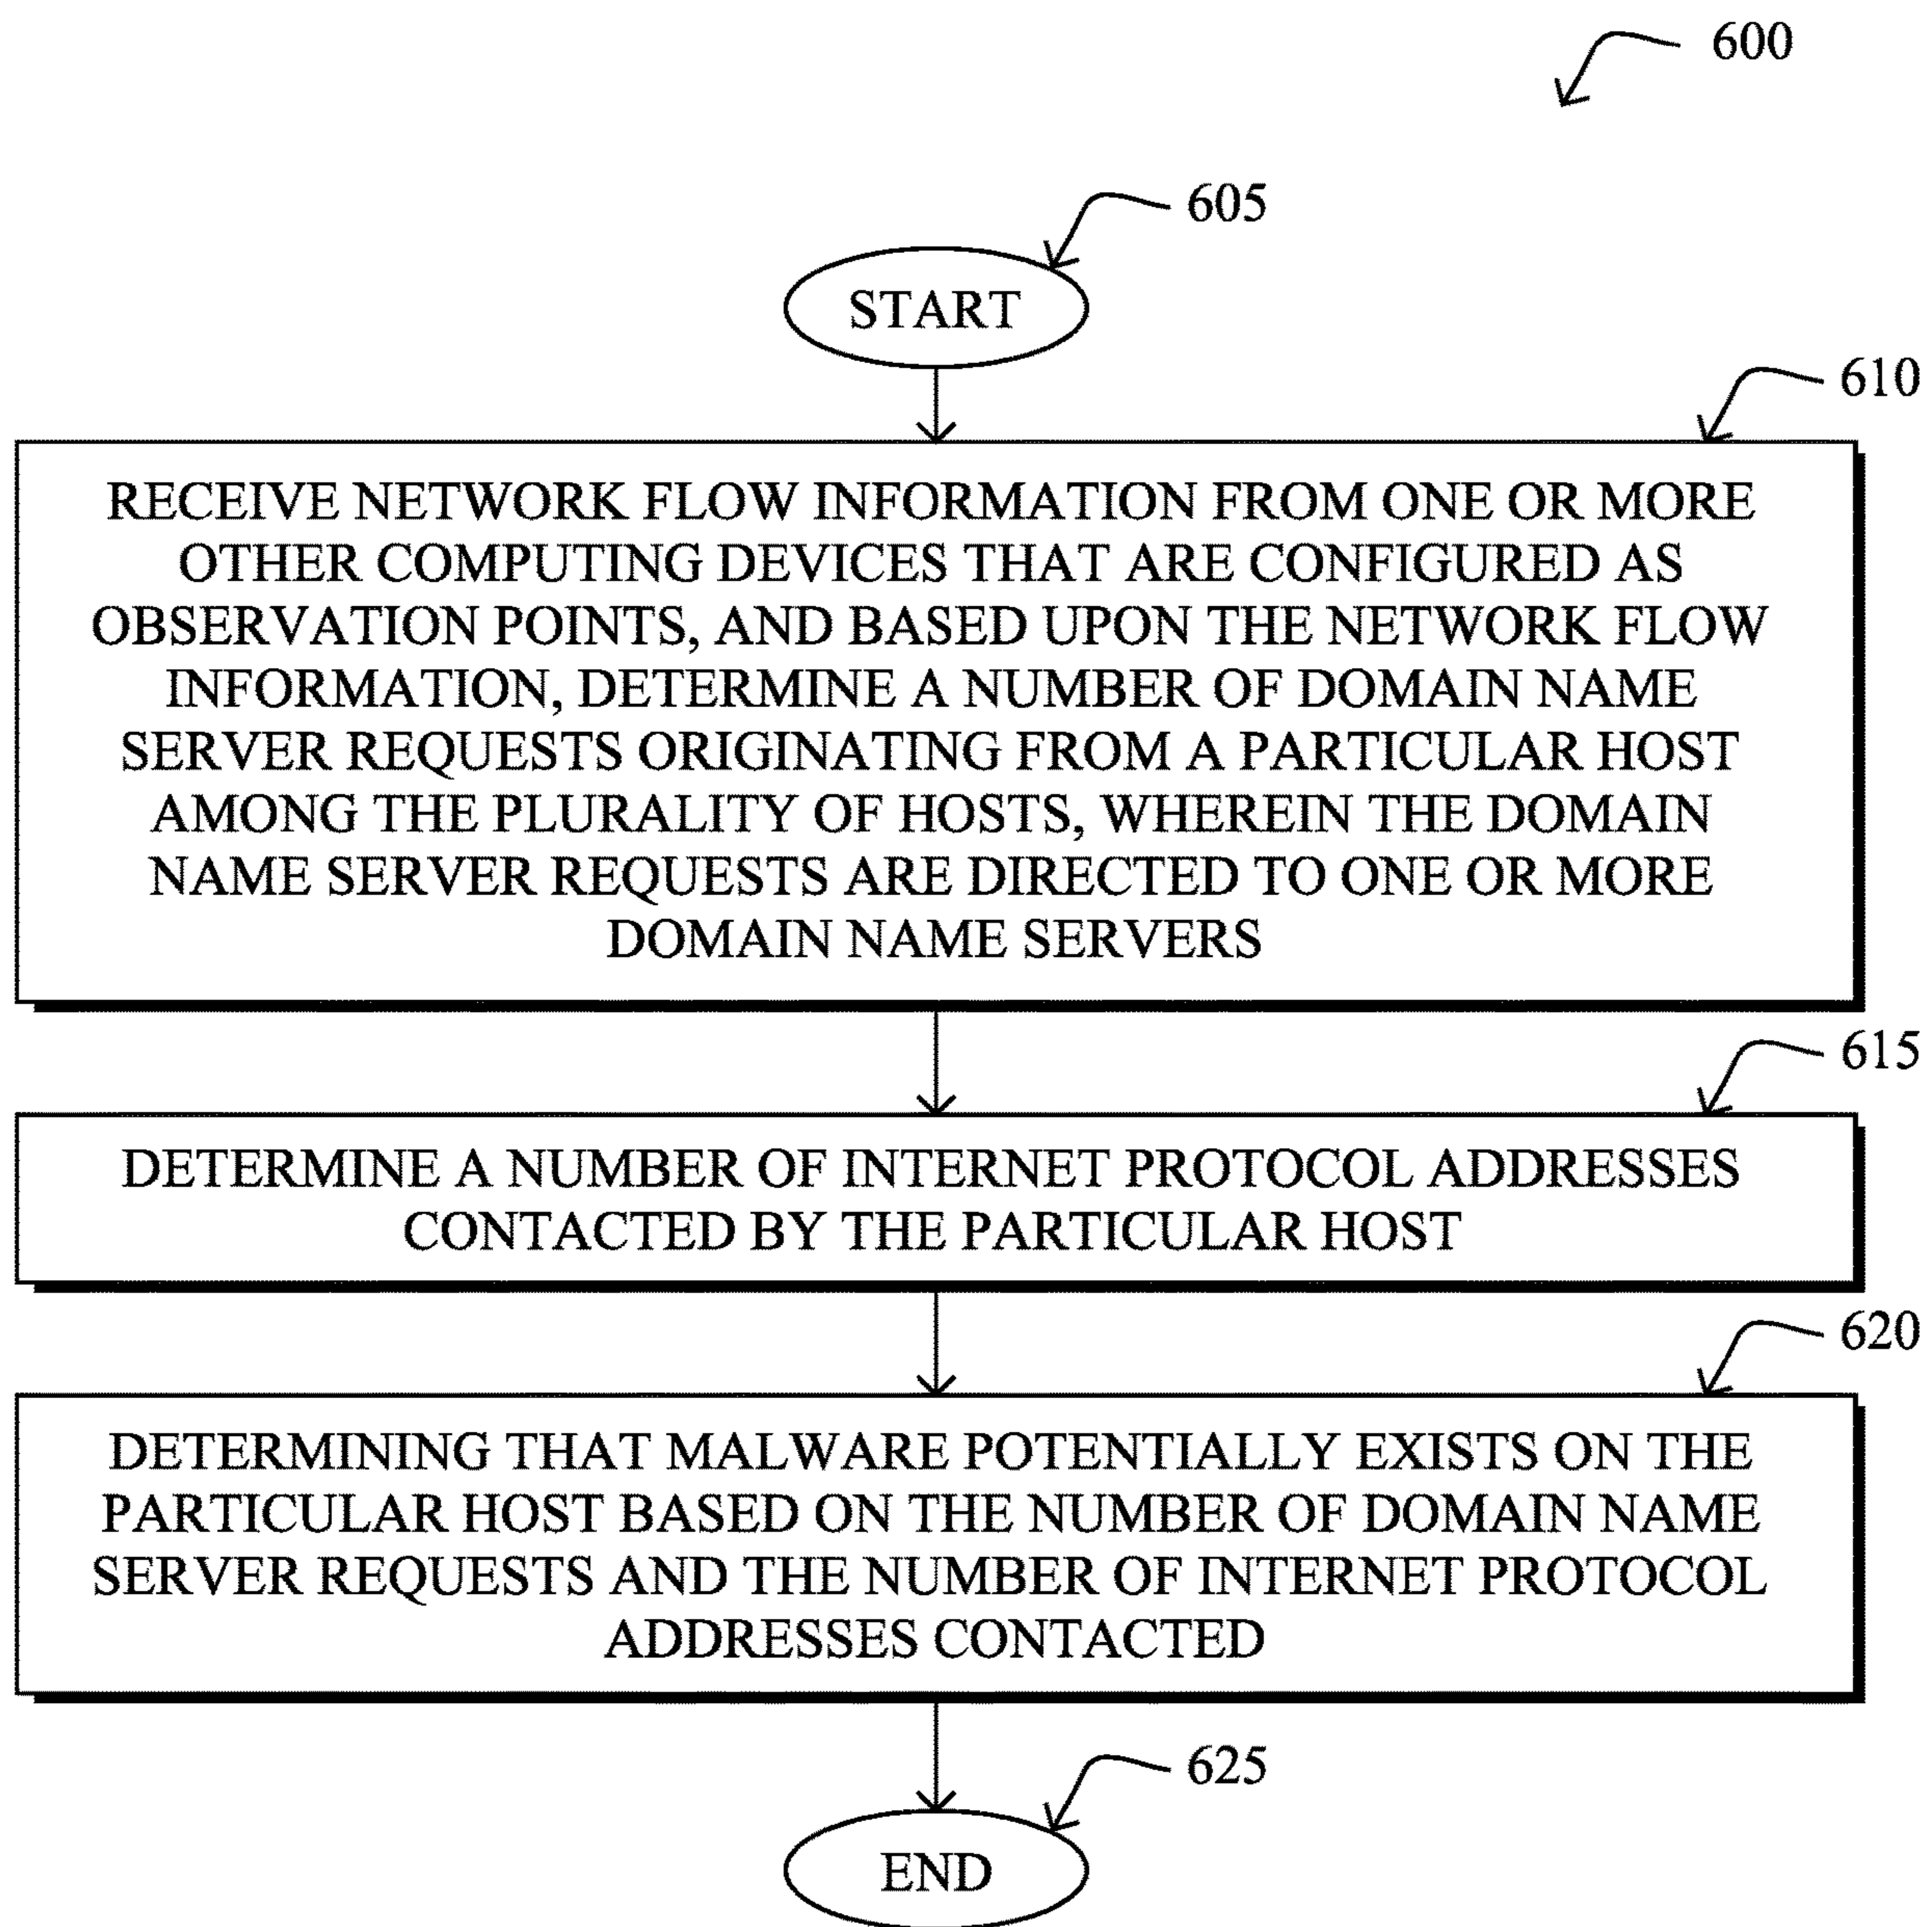 600
605
START
610
RECEIVE NETWORK FLOW INFORMATION FROM ONE OR MORE
OTHER COMPUTING DEVICES THAT ARE CONFIGURED AS
OBSERVATION POINTS, AND BASED UPON THE NETWORK FLOW
INFORMATION, DETERMINE A NUMBER OF DOMAIN NAME
SERVER REQUESTS ORIGINATING FROM A PARTICULAR HOST
AMONG THE PLURALITY OF HOSTS, WHEREIN THE DOMAIN
NAME SERVER REQUESTS ARE DIRECTED TO ONE OR MORE
DOMAIN NAME SERVERS
615
DETERMINE A NUMBER OF INTERNET PROTOCOL ADDRESSES
CONTACTED BY THE PARTICULAR HOST
620
DETERMINING THAT MALWARE POTENTIALLY EXISTS ON THE
PARTICULAR HOST BASED ON THE NUMBER OF DOMAIN NAME
SERVER REQUESTS AND THE NUMBER OF INTERNET PROTOCOL
ADDRESSES CONTACTED
625
END